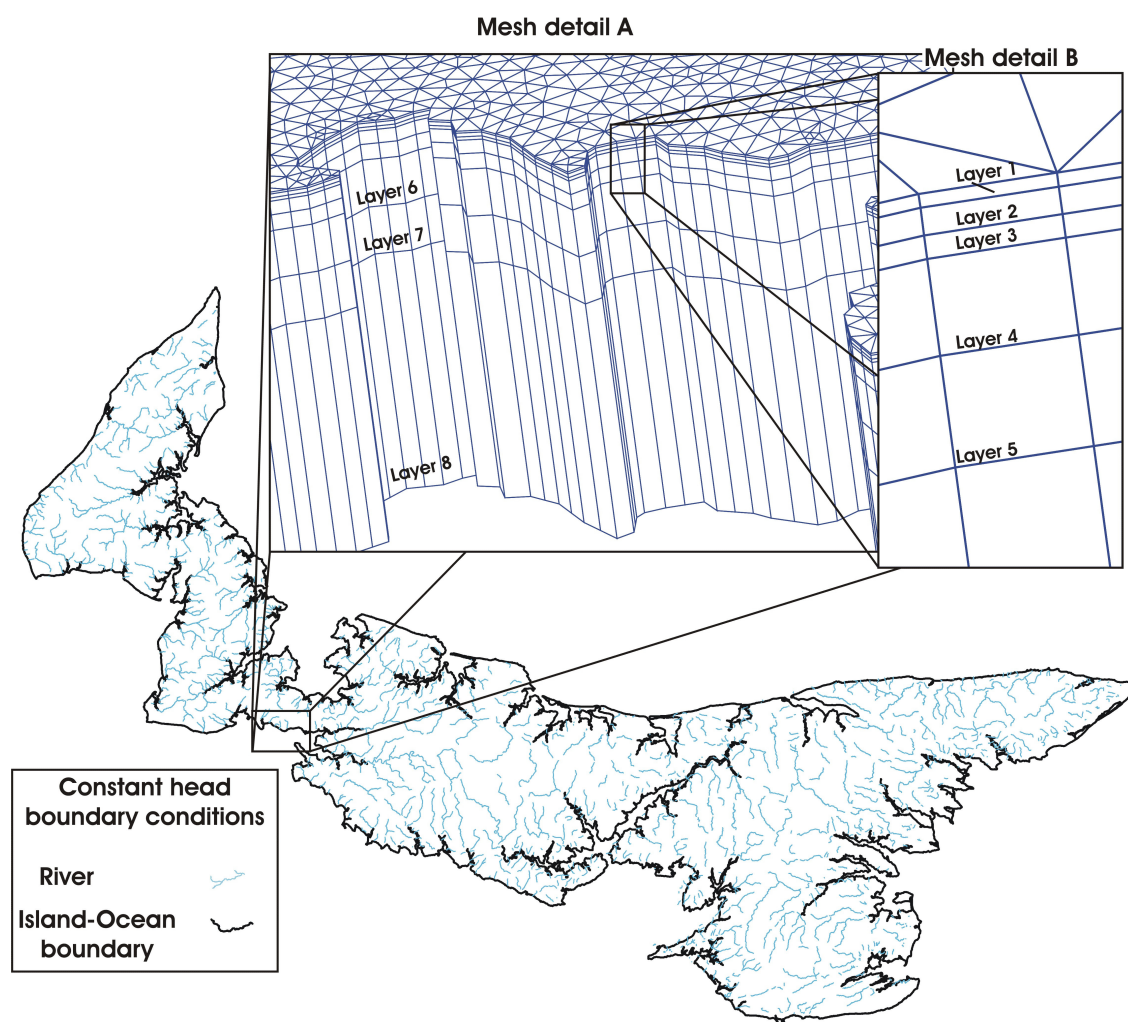 Mesh detail A
Mesh detail B
Layer 6
Layer 7
Layer 8
Layer 1
Layer 2
Layer 3
Layer 4
Layer 5
Constant head
boundary conditions
River
Island-Ocean
boundary